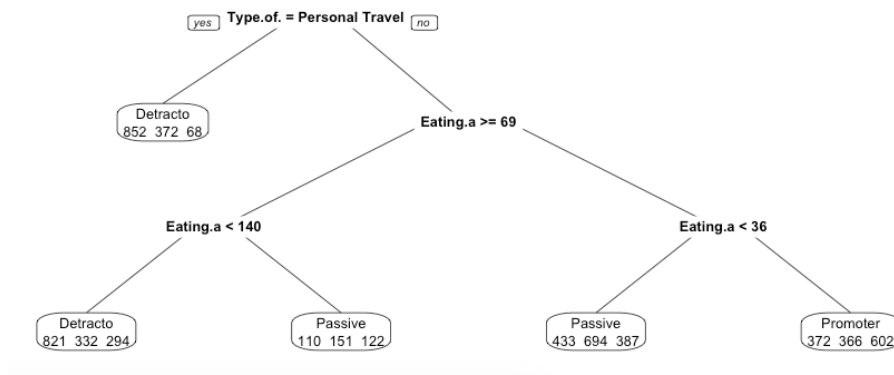 yes Type.of. = Personal Travel no
Detracto
852 372 68
Eating.a >= 69
Eating.a < 140
Eating.a < 36
Detracto
821 332 294
Passive
110 151 122
Passive
433 694 387
Promoter
372 366 602